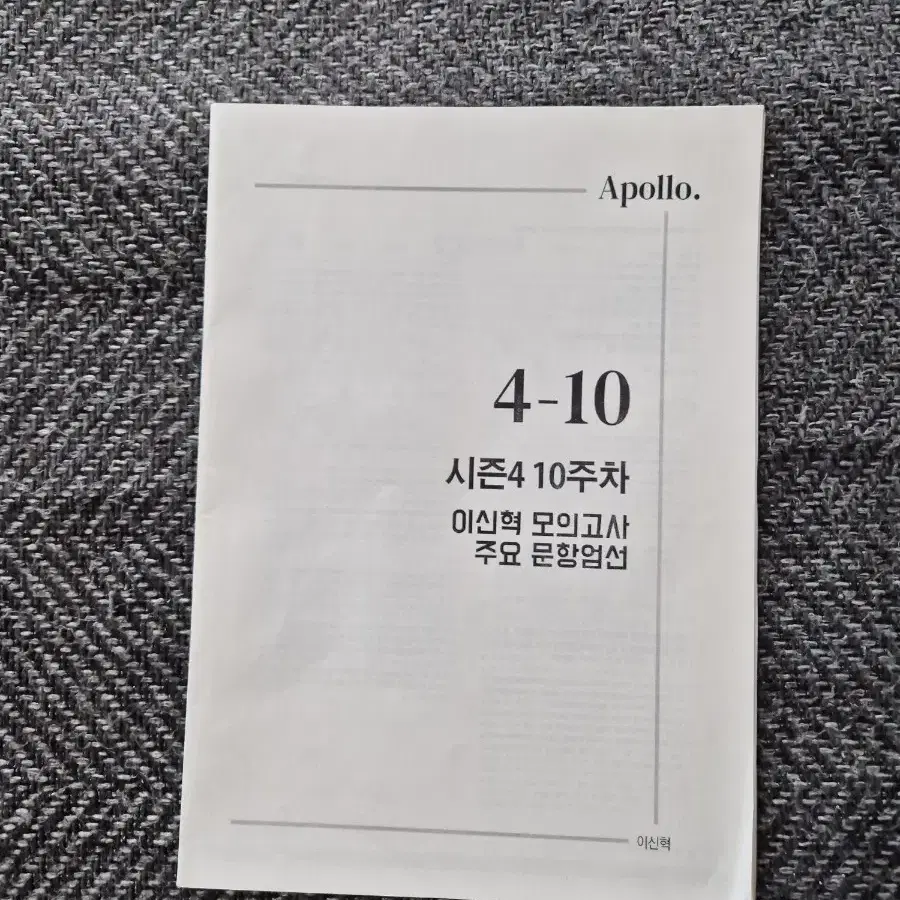 Apollo.
4-10
시즌4 10주차
이신혁 모의고사
주요 문항엄선
이신혁